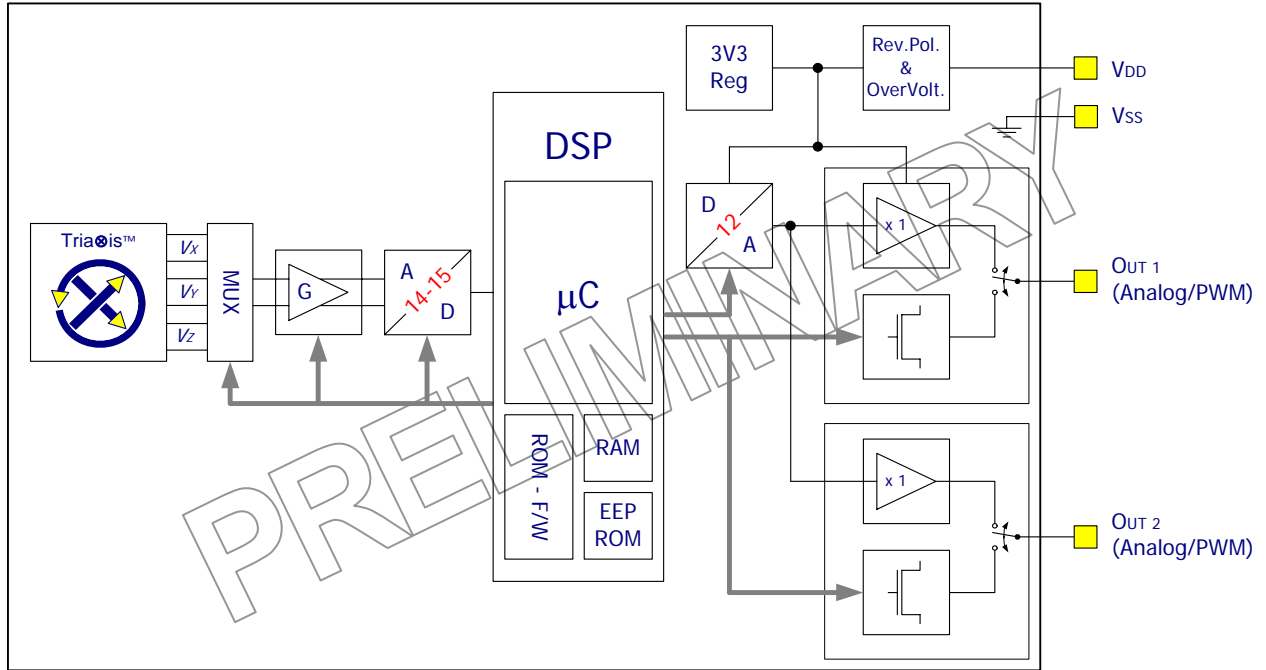 3V3
Reg
Rev.Pol.
&
OverVolt.
VDD
VSS
DSP
μC
ROM - F/W
RAM
EEP
ROM
Tria⊗is™
VX
VY
VZ
MUX
G
A
14-15
D
D
12
A
x 1
OUT 1
(Analog/PWM)
x 1
OUT 2
(Analog/PWM)
PRELIMINARY